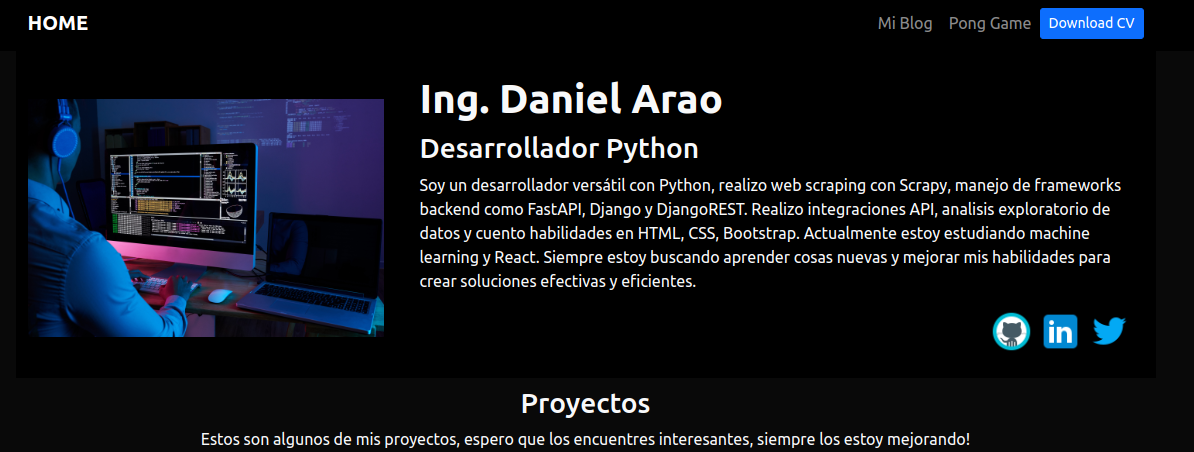 HOME
Mi Blog Pong Game Download CV
Ing. Daniel Arao
Desarrollador Python
Soy un desarrollador versátil con Python, realizo web scraping con Scrapy, manejo de frameworks
backend como FastAPI, Django y DjangoREST. Realizo integraciones API, analisis exploratorio de
datos y cuento habilidades en HTML, CSS, Bootstrap. Actualmente estoy estudiando machine
learning y React. Siempre estoy buscando aprender cosas nuevas y mejorar mis habilidades para
crear soluciones efectivas y eficientes.
in
Proyectos
Estos son algunos de mis proyectos, espero que los encuentres interesantes, siempre los estoy mejorando!